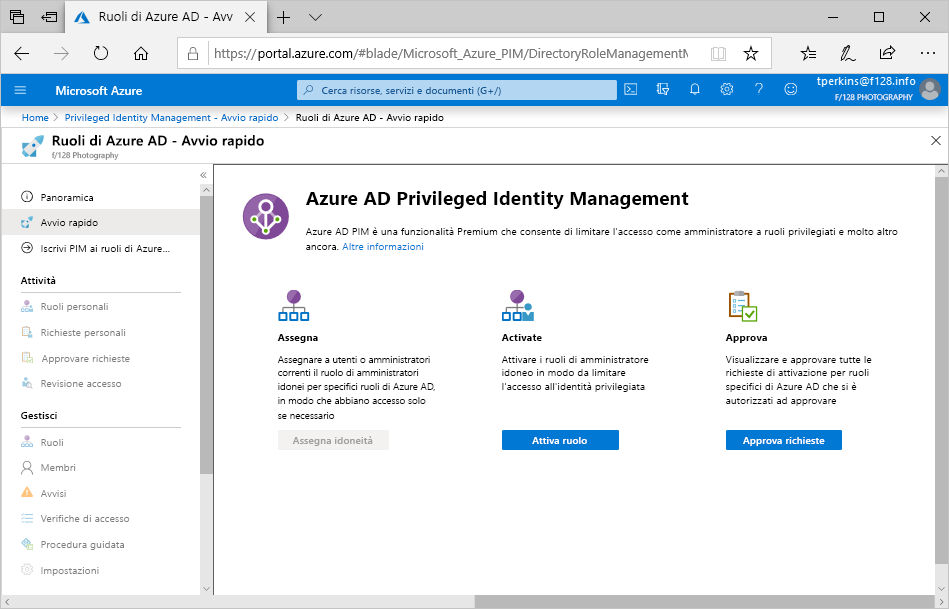 Ruoli di Azure AD - Avv
https://portal.azure.com/#blade/Microsoft_Azure_PIM/DirectoryRoleManagementM
Microsoft Azure
Cerca risorse, servizi e documenti (G+/)
tperkins@f128.info
F/128 PHOTOGRAPHY
Home > Privileged Identity Management - Avvio rapido > Ruoli di Azure AD - Avvio rapido
Ruoli di Azure AD - Avvio rapido
f/128 Photography
Panoramica
Avvio rapido
Iscrivi PIM ai ruoli di Azure...
Attività
Ruoli personali
Richieste personali
Approvare richieste
Revisione accesso
Gestisci
Ruoli
Membri
Avvisi
Verifiche di accesso
Procedura guidata
Impostazioni
Azure AD Privileged Identity Management
Azure AD PIM è una funzionalità Premium che consente di limitare l'accesso come amministratore a ruoli privilegiati e molto altro
ancora. Altre informazioni
Assegna
Assegnare a utenti o amministratori
correnti il ruolo di amministratori
idonei per specifici ruoli di Azure AD,
in modo che abbiano accesso solo
se necessario
Assegna idoneità
Activate
Attivare i ruoli di amministratore
idoneo in modo da limitare
l'accesso all'identità privilegiata
Attiva ruolo
Approva
Visualizzare e approvare tutte le
richieste di attivazione per ruoli
specifici di Azure AD che si è
autorizzati ad approvare
Approva richieste